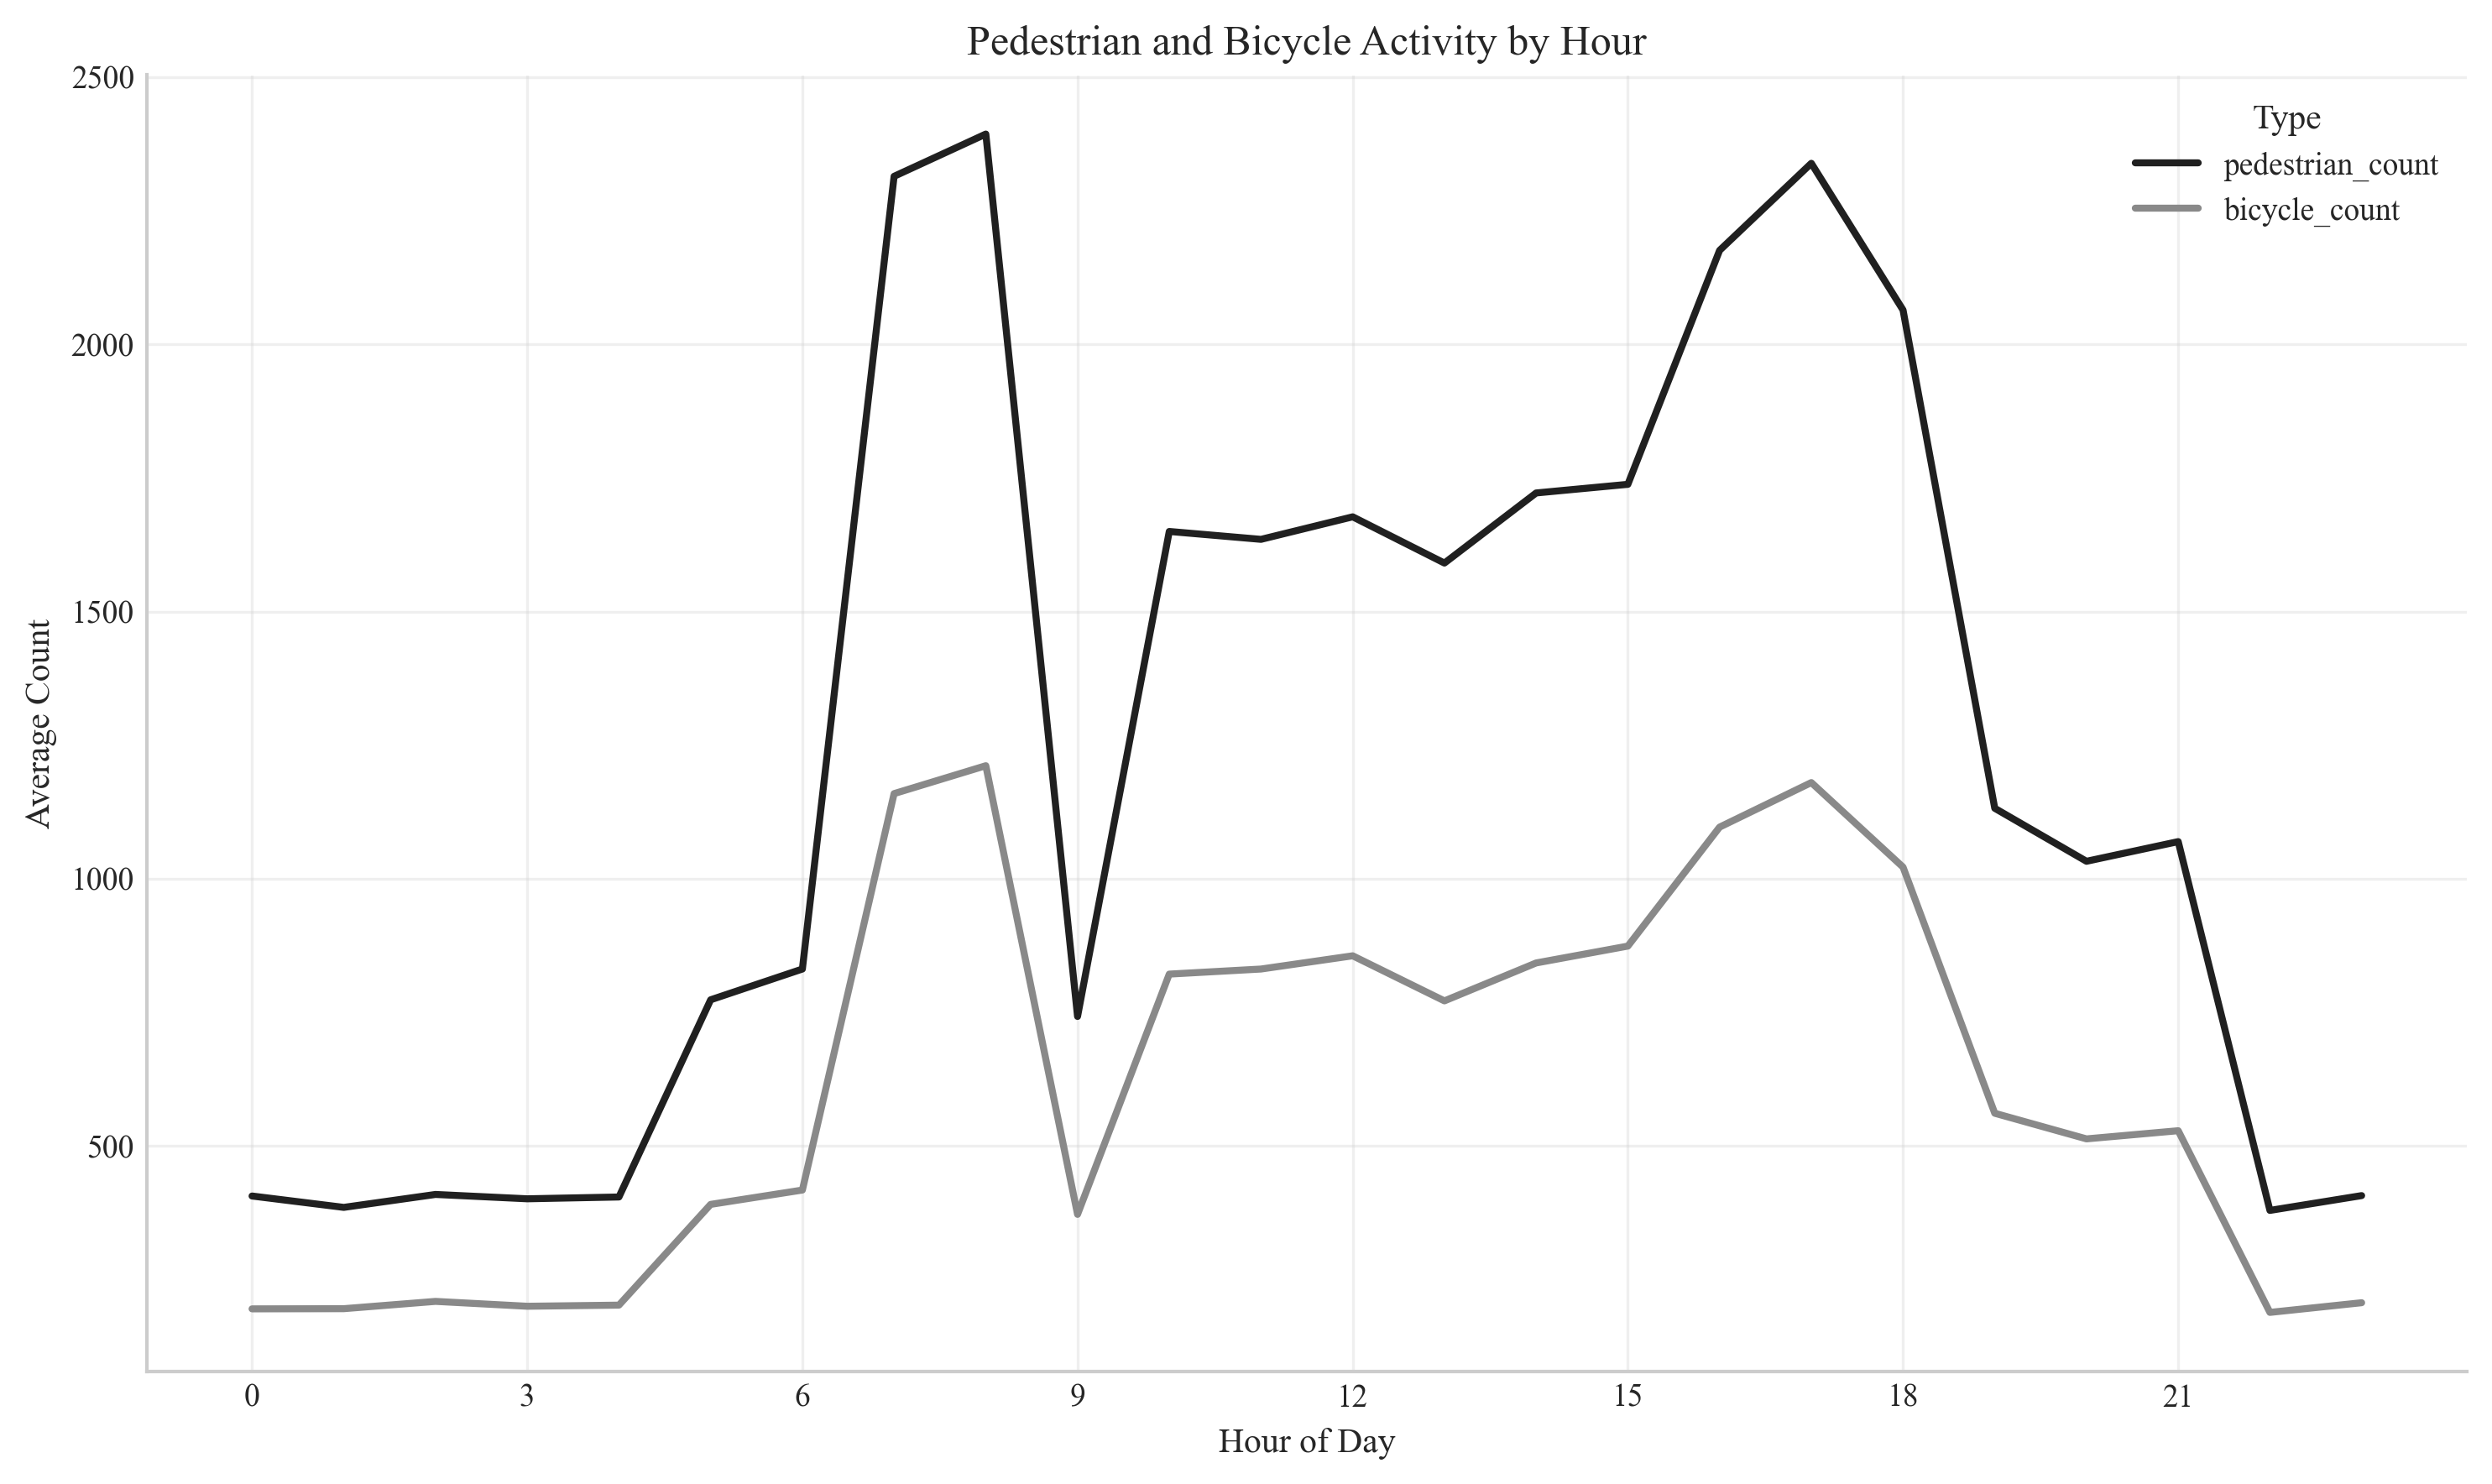 Pedestrian and Bicycle Activity by Hour
2500
2000
1500
1000
500
Average Count
Type
pedestrian_count
bicycle_count
0 3 6 9 12 15 18 21
Hour of Day